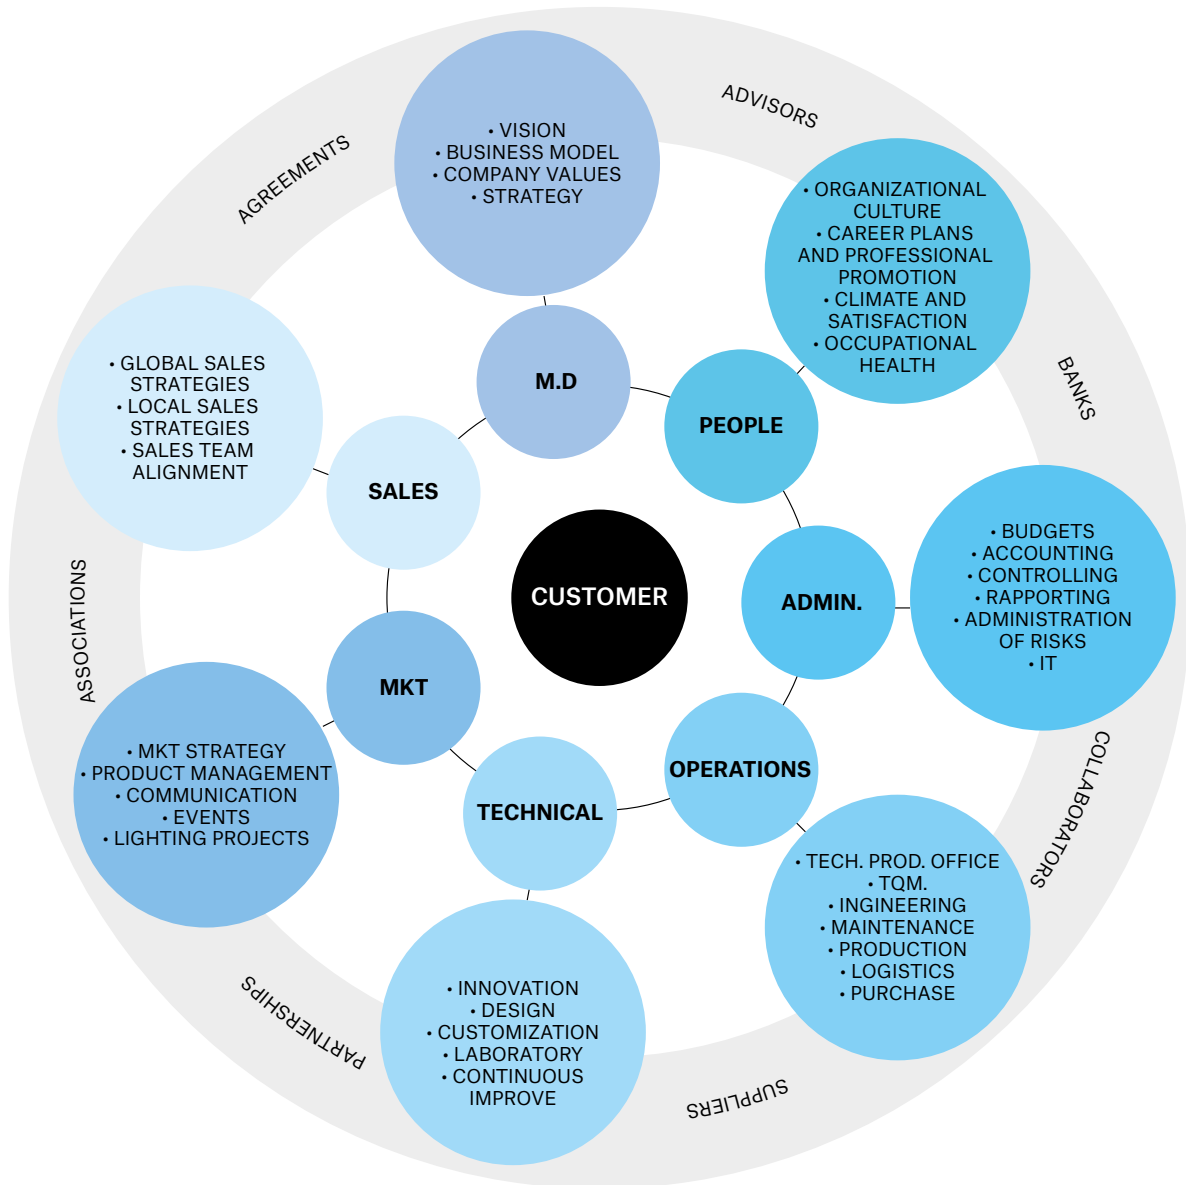 ADVISORS
AGREEMENTS
• VISION
• BUSINESS MODEL
• COMPANY VALUES
• STRATEGY
• ORGANIZATIONAL
CULTURE
• CAREER PLANS
AND PROFESSIONAL
PROMOTION
• CLIMATE AND
SATISFACTION
• OCCUPATIONAL
HEALTH
• GLOBAL SALES
STRATEGIES
• LOCAL SALES
STRATEGIES
• SALES TEAM
ALIGNMENT
M.D
PEOPLE
BANKS
SALES
CUSTOMER
ADMIN.
• BUDGETS
• ACCOUNTING
• CONTROLLING
• RAPPORTING
• ADMINISTRATION
OF RISKS
• IT
ASSOCIATIONS
MKT
• MKT STRATEGY
• PRODUCT MANAGEMENT
• COMMUNICATION
• EVENTS
• LIGHTING PROJECTS
TECHNICAL
OPERATIONS
COLLABORATORS
• TECH. PROD. OFFICE
• TQM.
• INGINEERING
• MAINTENANCE
• PRODUCTION
• LOGISTICS
• PURCHASE
• INNOVATION
• DESIGN
• CUSTOMIZATION
• LABORATORY
• CONTINUOUS
IMPROVE
PARTNERSHIPS
SUPPLIERS